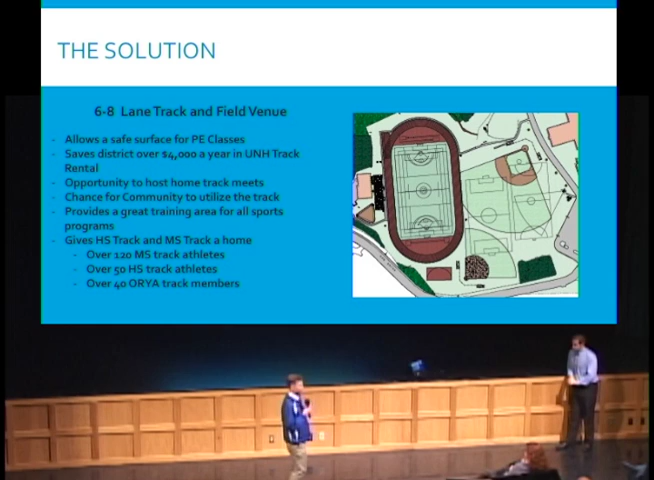 THE SOLUTION
6-8 Lane Track and Field Venue
- Allows a safe surface for PE Classes
- Saves district over $4,000 a year in UNH Track
Rental
- Opportunity to host home track meets
- Chance for Community to utilize the track
- Provides a great training area for all sports
programs
- Gives HS Track and MS Track a home
- Over 120 MS track athletes
- Over 50 HS track athletes
- Over 40 ORYA track members